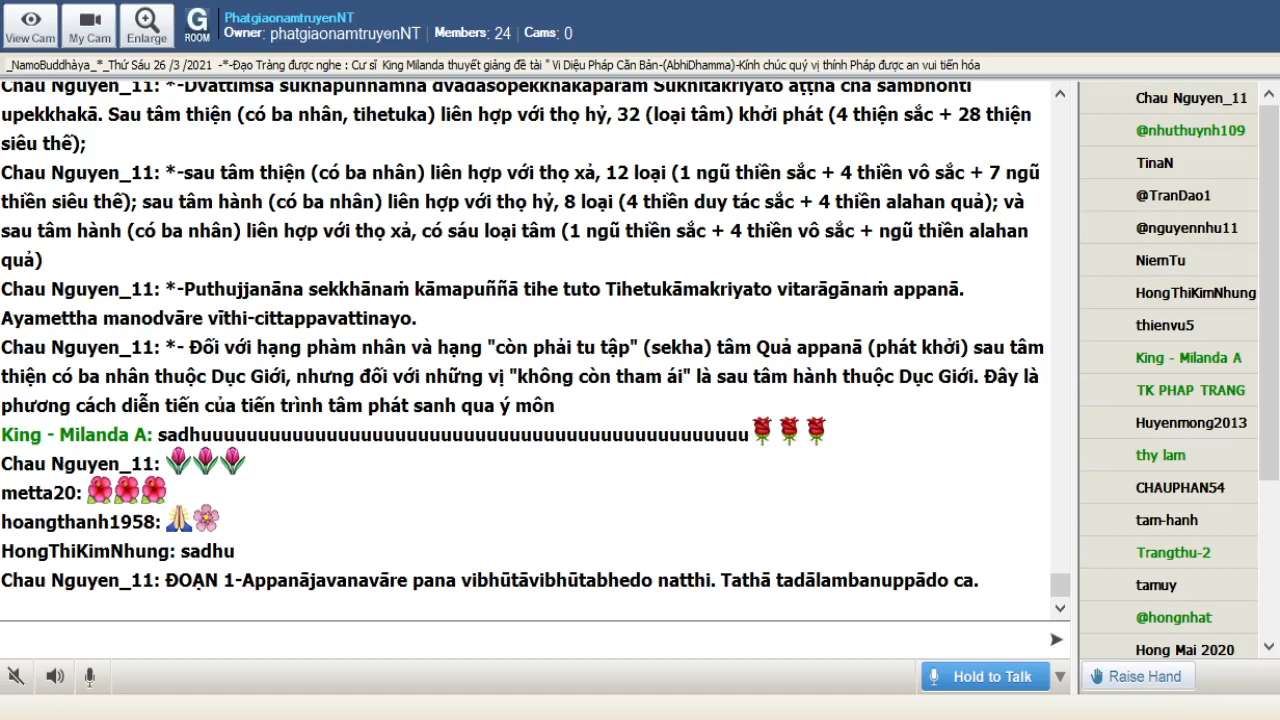 View Cam
My Cam
Enlarge
G
ROOM
PhatgiaonamtruyenNT
Owner: phatgiaonamtruyenNT | Members: 24 | Cams: 0
_NamoBuddhàya_*_Thứ Sáu 26 /3 /2021 -*-Đạo Tràng được nghe : Cư sĩ King Milanda thuyết giảng đề tài " Vi Diệu Pháp Căn Bản-(AbhiDhamma)-Kính chúc quý vị thính Pháp được an vui tiến hóa
Chau Nguyen_11: *-Dvattiṁsa sukhapuññamhā dvādasopekkhakāparaṁ Sukhitakriyato aṭṭha cha sambhonti
upekkhakā. Sau tâm thiện (có ba nhân, tihetuka) liên hợp với thọ hỷ, 32 (loại tâm) khởi phát (4 thiện sắc + 28 thiện
siêu thế);
Chau Nguyen_11: *-sau tâm thiện (có ba nhân) liên hợp với thọ xả, 12 loại (1 ngũ thiền sắc + 4 thiền vô sắc + 7 ngũ
thiền siêu thế); sau tâm hành (có ba nhân) liên hợp với thọ hỷ, 8 loại (4 thiền duy tác sắc + 4 thiền alahan quả); và
sau tâm hành (có ba nhân) liên hợp với thọ xả, có sáu loại tâm (1 ngũ thiền sắc + 4 thiền vô sắc + ngũ thiền alahan
quả)
Chau Nguyen_11: *-Puthujjanāna sekkhānaṁ kāmapuññā tihe tuto Tihetukāmakriyato vitarāgānaṁ appanā.
Ayamettha manodvāre vīthi-cittappavattinayo.
Chau Nguyen_11: *- Đối với hạng phàm nhân và hạng "còn phải tu tập" (sekha) tâm Quả appanā (phát khởi) sau tâm
thiện có ba nhân thuộc Dục Giới, nhưng đối với những vị "không còn tham ái" là sau tâm hành thuộc Dục Giới. Đây là
phương cách diễn tiến của tiến trình tâm phát sanh qua ý môn
King - Milanda A: sadhuuuuuuuuuuuuuuuuuuuuuuuuuuuuuuuuuuuuuuuuuuuuuuuu
Chau Nguyen_11:
metta20:
hoangthanh1958:
HongThiKimNhung: sadhu
Chau Nguyen_11: ĐOẠN 1-Appanājavanavāre pana vibhūtāvibhūtabhedo natthi. Tathā tadālambanuppādo ca.
Chau Nguyen_11
@nhuthuynh109
TinaN
@TranDao1
@nguyennhu11
NiemTu
HongThiKimNhung
thienvu5
King - Milanda A
TK PHAP TRANG
Huyenmong2013
thy lam
CHAUPHAN54
tam-hanh
Trangthu-2
tamuy
@hongnhat
Hong Mai 2020
Hold to Talk
Raise Hand